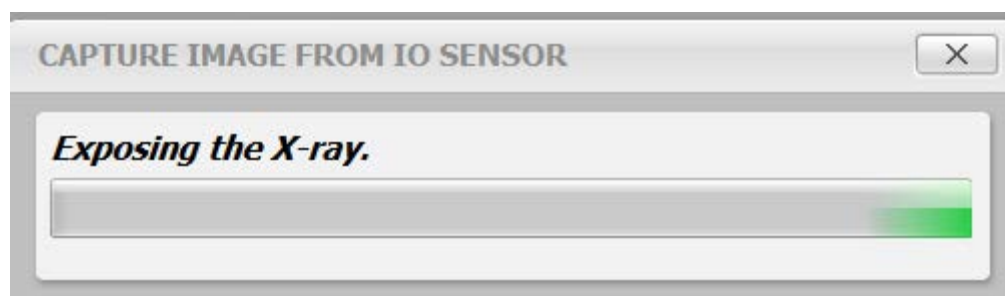 CAPTURE IMAGE FROM IO SENSOR
Exposing the X-ray.